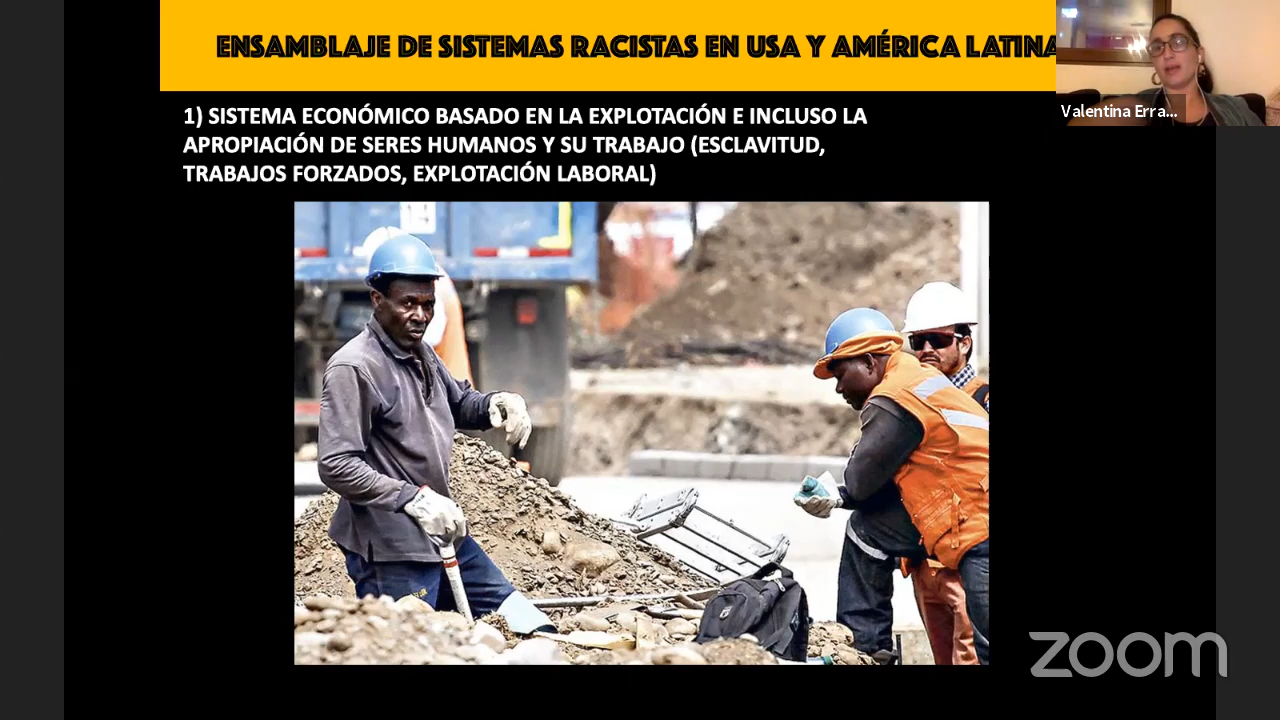 ENSAMBLAJE DE SISTEMAS RACISTAS EN USA Y AMÉRICA LATINA
Valentina Erra...
1) SISTEMA ECONÓMICO BASADO EN LA EXPLOTACIÓN E INCLUSO LA
APROPIACIÓN DE SERES HUMANOS Y SU TRABAJO (ESCLAVITUD,
TRABAJOS FORZADOS, EXPLOTACIÓN LABORAL)
zoom